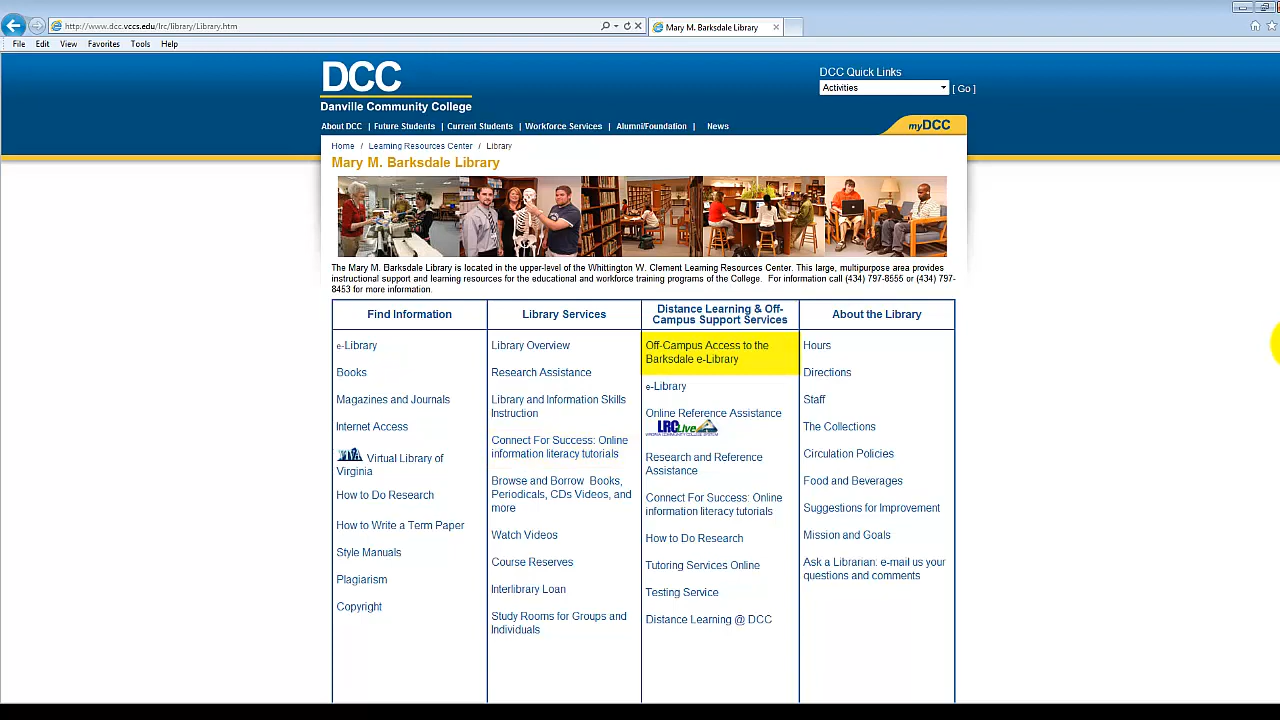 http://www.dcc.vccs.edu/lrc/library/Library.htm
Mary M. Barksdale Library
File Edit View Favorites Tools Help
DCC
Danville Community College
DCC Quick Links
Activities
[ Go ]
About DCC | Future Students | Current Students | Workforce Services | Alumni/Foundation | News
myDCC
Home / Learning Resources Center / Library
Mary M. Barksdale Library
The Mary M. Barksdale Library is located in the upper-level of the Whittington W. Clement Learning Resources Center. This large, multipurpose area provides
instructional support and learning resources for the educational and workforce training programs of the College. For information call (434) 797-8555 or (434) 797-
8453 for more information.
Find Information
e-Library
Books
Magazines and Journals
Internet Access
Virtual Library of
Virginia
How to Do Research
How to Write a Term Paper
Style Manuals
Plagiarism
Copyright
Library Services
Library Overview
Research Assistance
Library and Information Skills
Instruction
Connect For Success: Online
information literacy tutorials
Browse and Borrow Books,
Periodicals, CDs Videos, and
more
Watch Videos
Course Reserves
Interlibrary Loan
Study Rooms for Groups and
Individuals
Distance Learning & Off-
Campus Support Services
Off-Campus Access to the
Barksdale e-Library
e-Library
Online Reference Assistance
LRCLive
Research and Reference
Assistance
Connect For Success: Online
information literacy tutorials
How to Do Research
Tutoring Services Online
Testing Service
Distance Learning @ DCC
About the Library
Hours
Directions
Staff
The Collections
Circulation Policies
Food and Beverages
Suggestions for Improvement
Mission and Goals
Ask a Librarian: e-mail us your
questions and comments